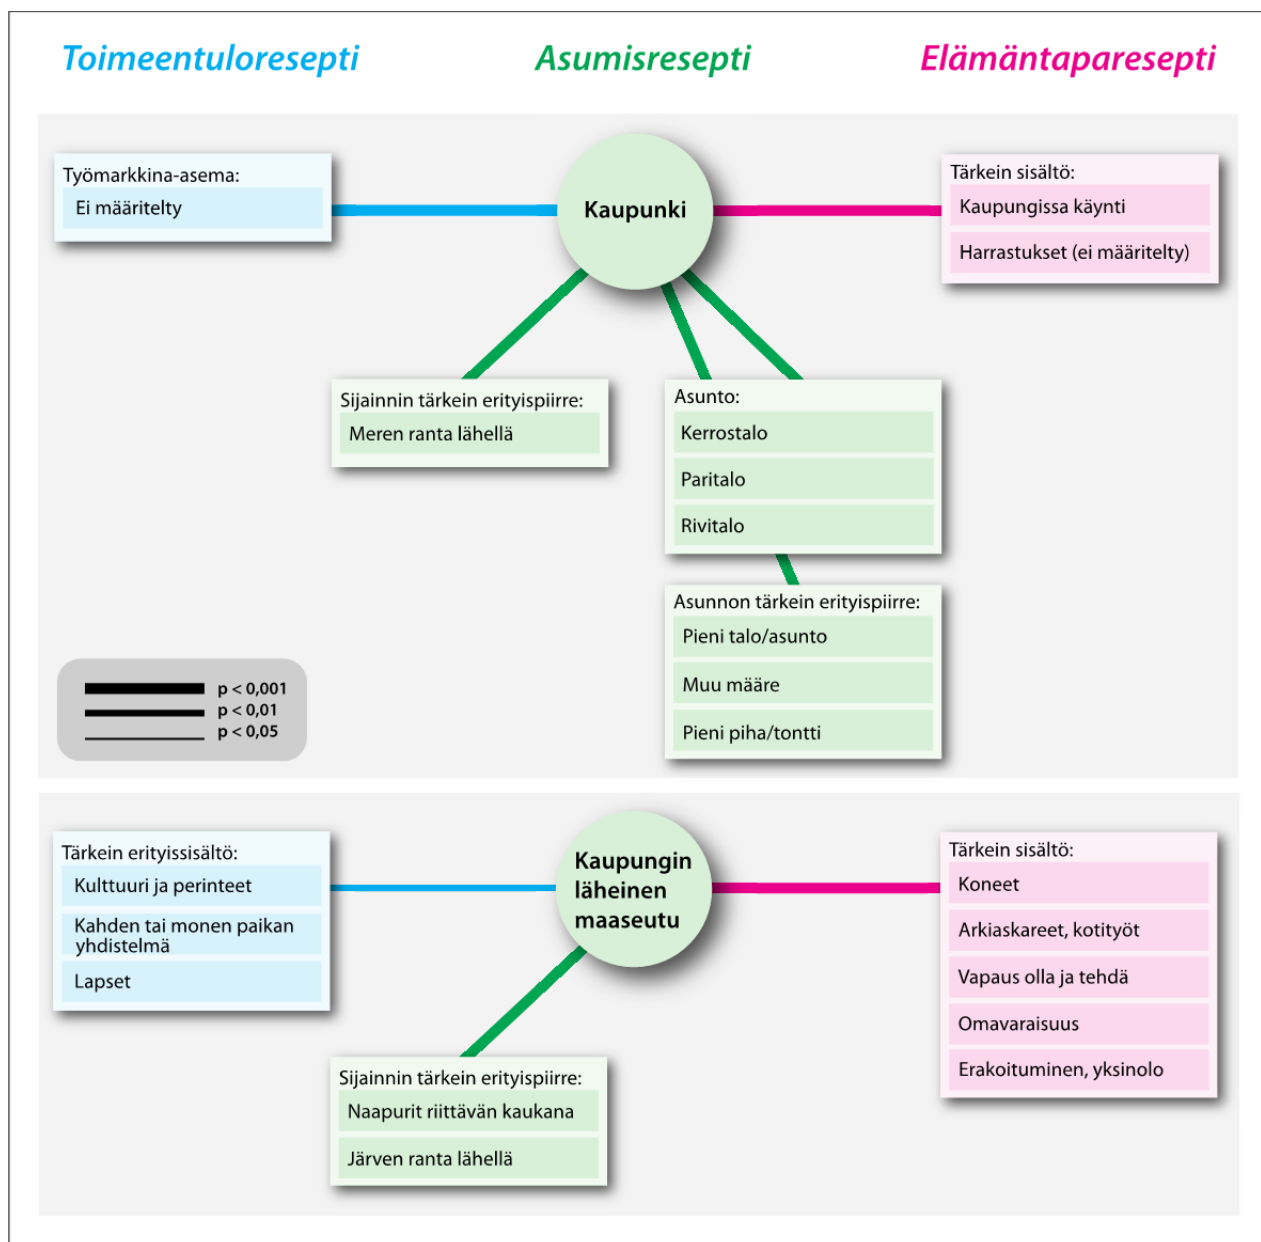 Toimeentuloresepti
Asumisresepti
Elämäntaparesepti
Työmarkkina-asema:
Ei määritelty
Kaupunki
Tärkein sisältö:
Kaupungissa käynti
Harrastukset (ei määritelty)
Sijainnin tärkein erityispiirre:
Meren ranta lähellä
Asunto:
Kerrostalo
Paritalo
Rivitalo
Asunnon tärkein erityispiirre:
Pieni talo/asunto
Muu määre
Pieni piha/tontti
p < 0,001
p < 0,01
p < 0,05
Tärkein erityissisältö:
Kulttuuri ja perinteet
Kahden tai monen paikan
yhdistelmä
Lapset
Kaupungin
läheinen
maaseutu
Tärkein sisältö:
Koneet
Arkiaskareet, kotityöt
Vapaus olla ja tehdä
Omavaraisuus
Erakoituminen, yksinolo
Sijainnin tärkein erityispiirre:
Naapurit riittävän kaukana
Järven ranta lähellä